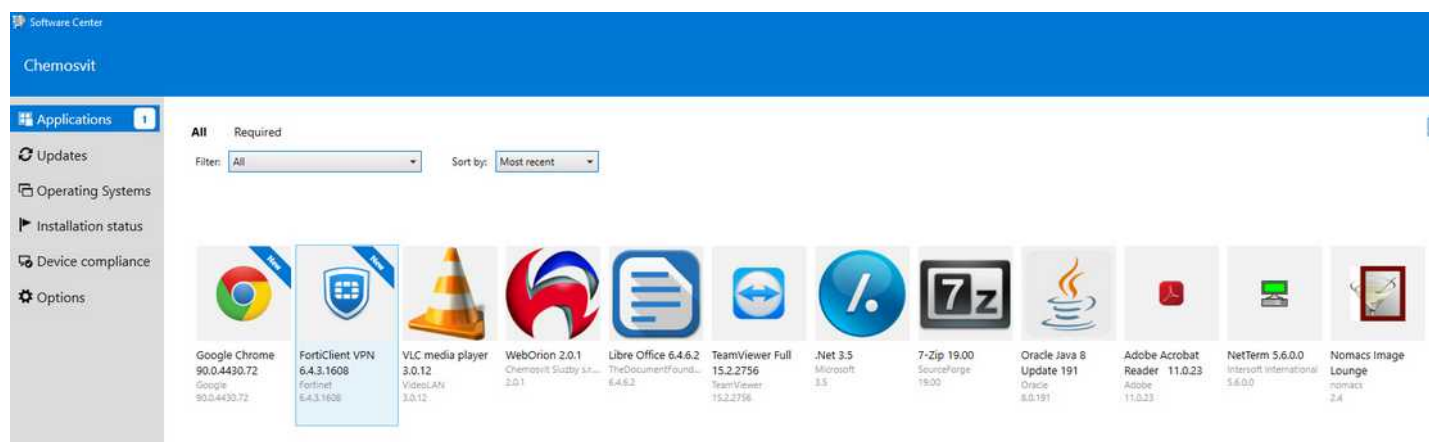 Software Center
Chemosvit
Applications 1
Updates
Operating Systems
Installation status
Device compliance
Options
All Required
Filter: All Sort by: Most recent
New
New
7z
Google Chrome
90.0.4430.72
Google
90.0.4430.72
FortiClient VPN
6.4.3.1608
Fortinet
6.4.3.1608
VLC media player
3.0.12
VideoLAN
3.0.12
WebOrion 2.0.1
Chemosvit Sluzby s.r....
2.0.1
Libre Office 6.4.6.2
TheDocumentFound...
6.4.6.2
TeamViewer Full
15.2.2756
TeamViewer
15.2.2756
.Net 3.5
Microsoft
3.5
7-Zip 19.00
SourceForge
19.00
Oracle Java 8
Update 191
Oracle
8.0.191
Adobe Acrobat
Reader 11.0.23
Adobe
11.0.23
NetTerm 5.6.0.0
Intersoft International
5.6.0.0
Nomacs Image
Lounge
nomacs
2.4